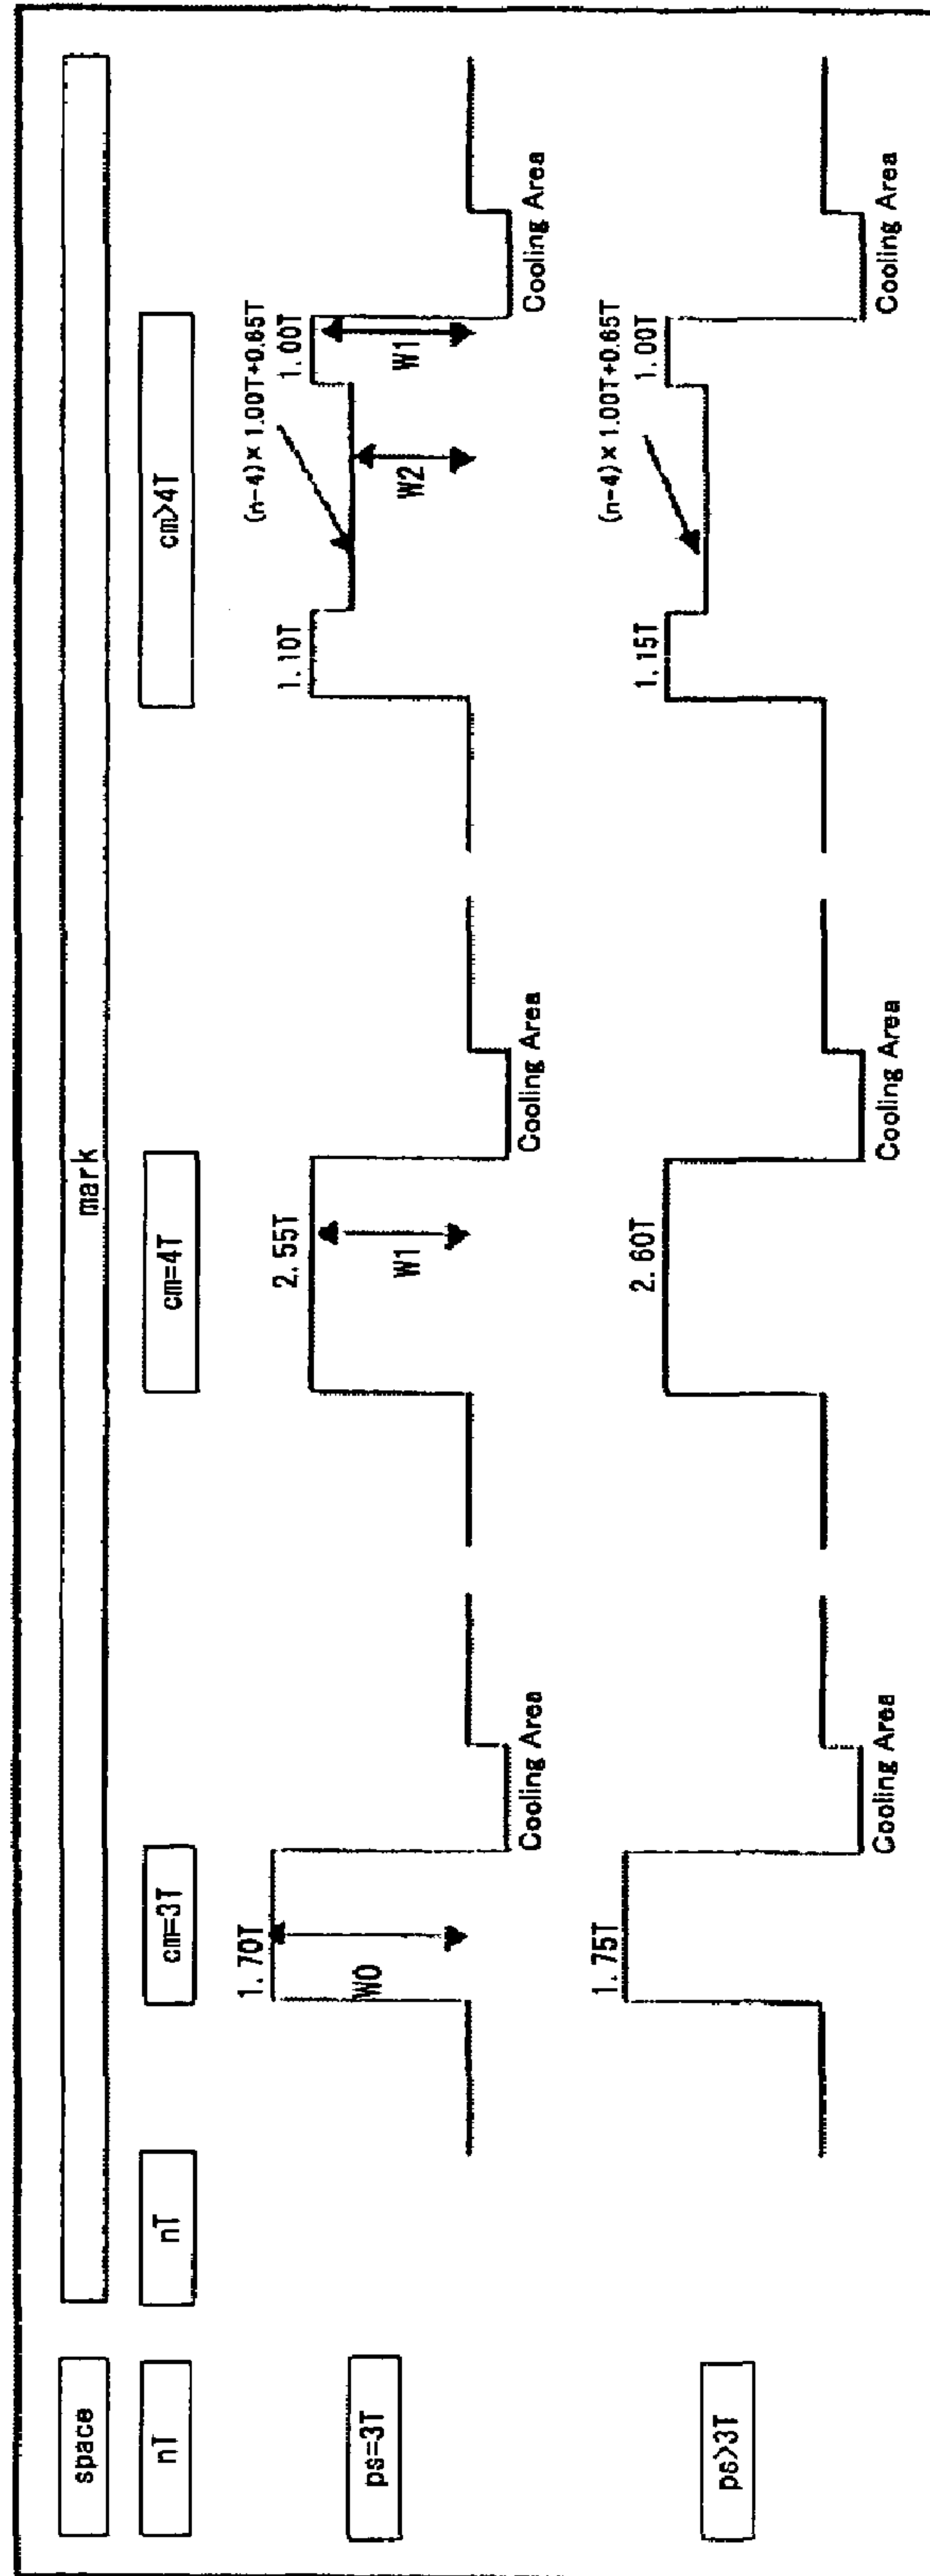 space
mark
nT
nT
cm=3T
cm=4T
cm>4T
ps=3T
1.70T
W0
Cooling Area
2.55T
W1
Cooling Area
1.10T
(n-4)×1.00T+0.65T
1.00T
W2
W1
Cooling Area
ps>3T
1.75T
Cooling Area
2.60T
Cooling Area
1.15T
(n-4)×1.00T+0.65T
1.00T
Cooling Area